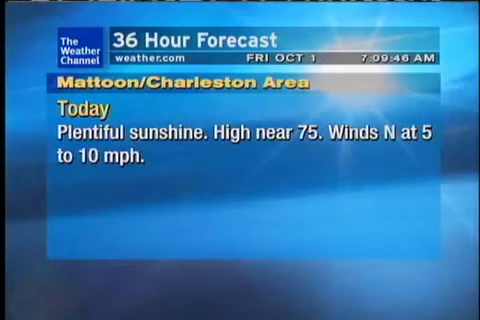 The
Weather
Channel
36 Hour Forecast
weather.com FRI OCT 1 7:09:46 AM
Mattoon/Charleston Area
Today
Plentiful sunshine. High near 75. Winds N at 5
to 10 mph.